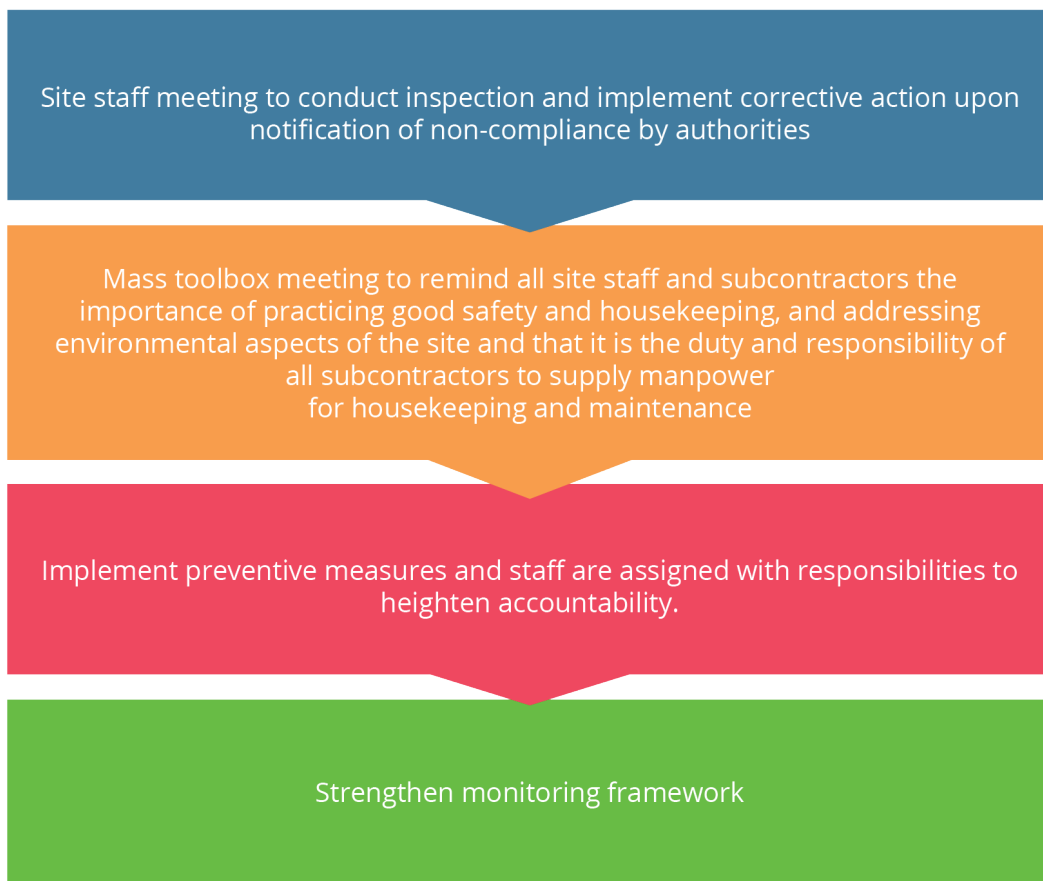 Site staff meeting to conduct inspection and implement corrective action upon
notification of non-compliance by authorities
Mass toolbox meeting to remind all site staff and subcontractors the
importance of practicing good safety and housekeeping, and addressing
environmental aspects of the site and that it is the duty and responsibility of
all subcontractors to supply manpower
for housekeeping and maintenance
Implement preventive measures and staff are assigned with responsibilities to
heighten accountability.
Strengthen monitoring framework